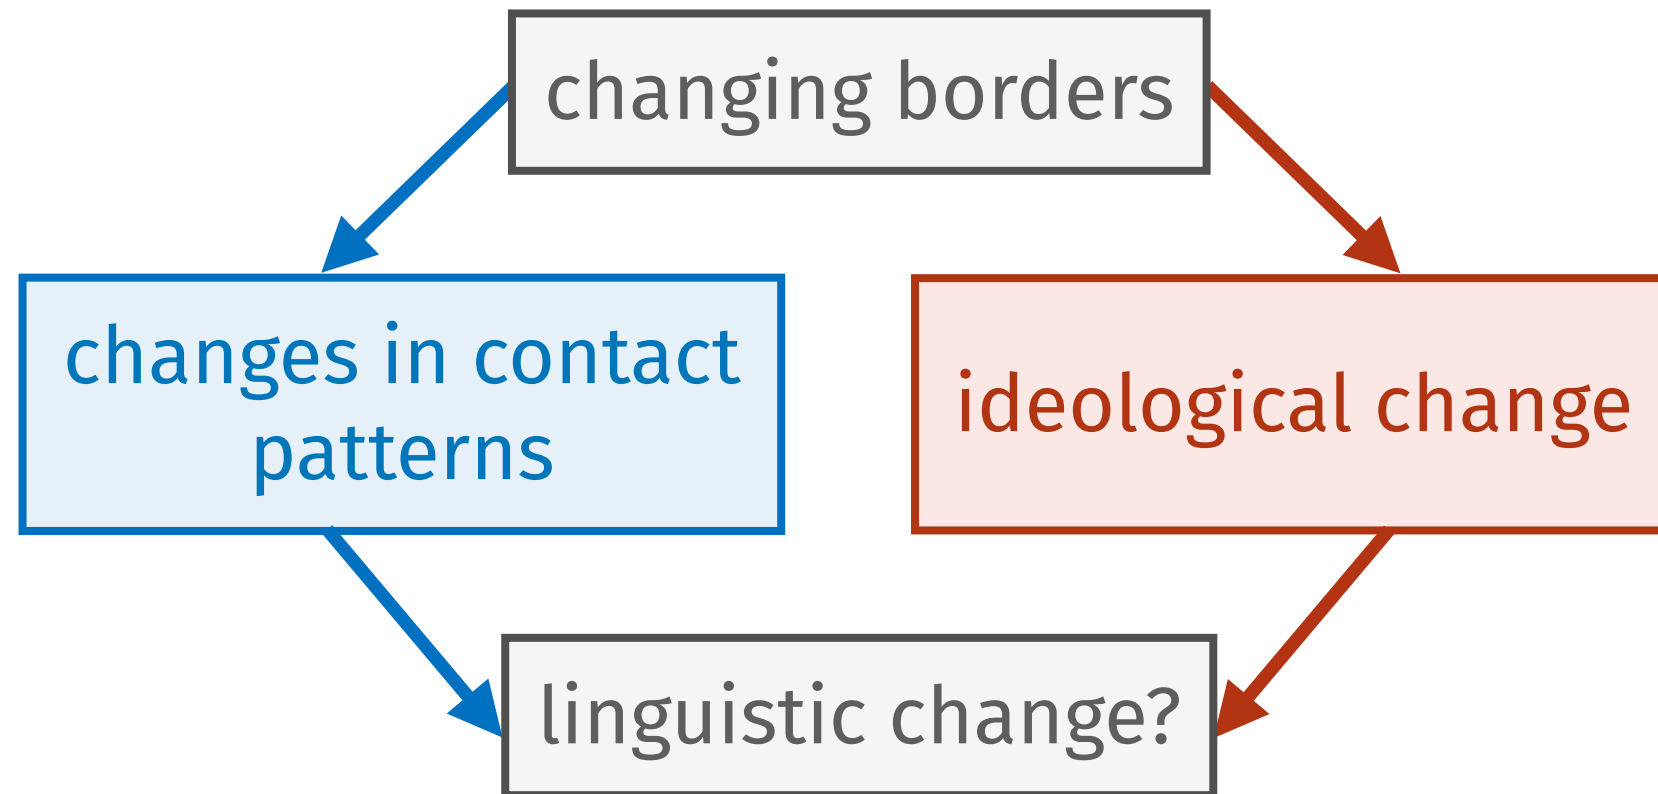 changing borders
changes in contact
patterns
ideological change
linguistic change?